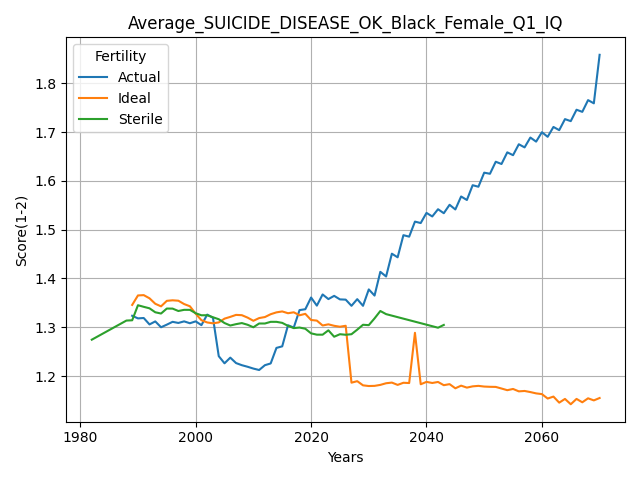 Average_SUICIDE_DISEASE_OK_Black_Female_Q1_IQ
Fertility
Actual
Ideal
Sterile
Score(1-2)
1.8
1.7
1.6
1.5
1.4
1.3
1.2
1980
2000
2020
2040
2060
Years